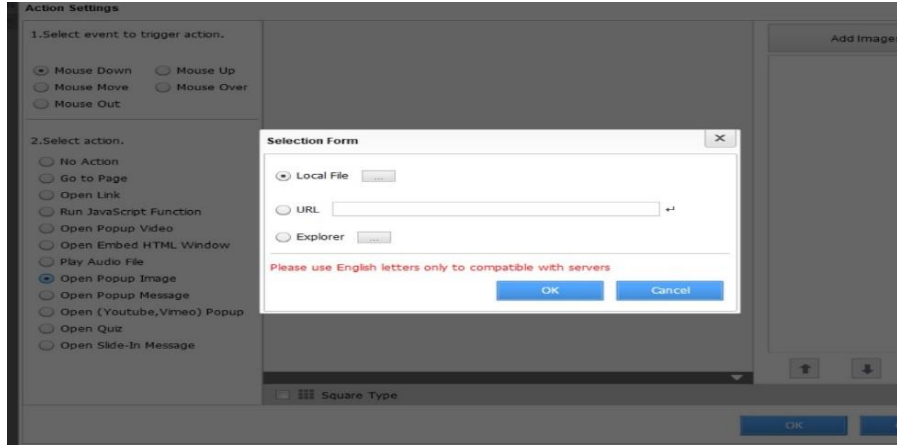 Action Settings
1.Select event to trigger action.
Add Image
Mouse Down Mouse Up
Mouse Move Mouse Over
Mouse Out
2.Select action.
No Action
Go to Page
Open Link
Run JavaScript Function
Open Popup Video
Open Embed HTML Window
Play Audio File
Open Popup Image
Open Popup Message
Open (Youtube,Vimeo) Popup
Open Quiz
Open Slide-In Message
Selection Form
Local File ...
URL
Explorer ...
Please use English letters only to compatible with servers
OK Cancel
Square Type
OK